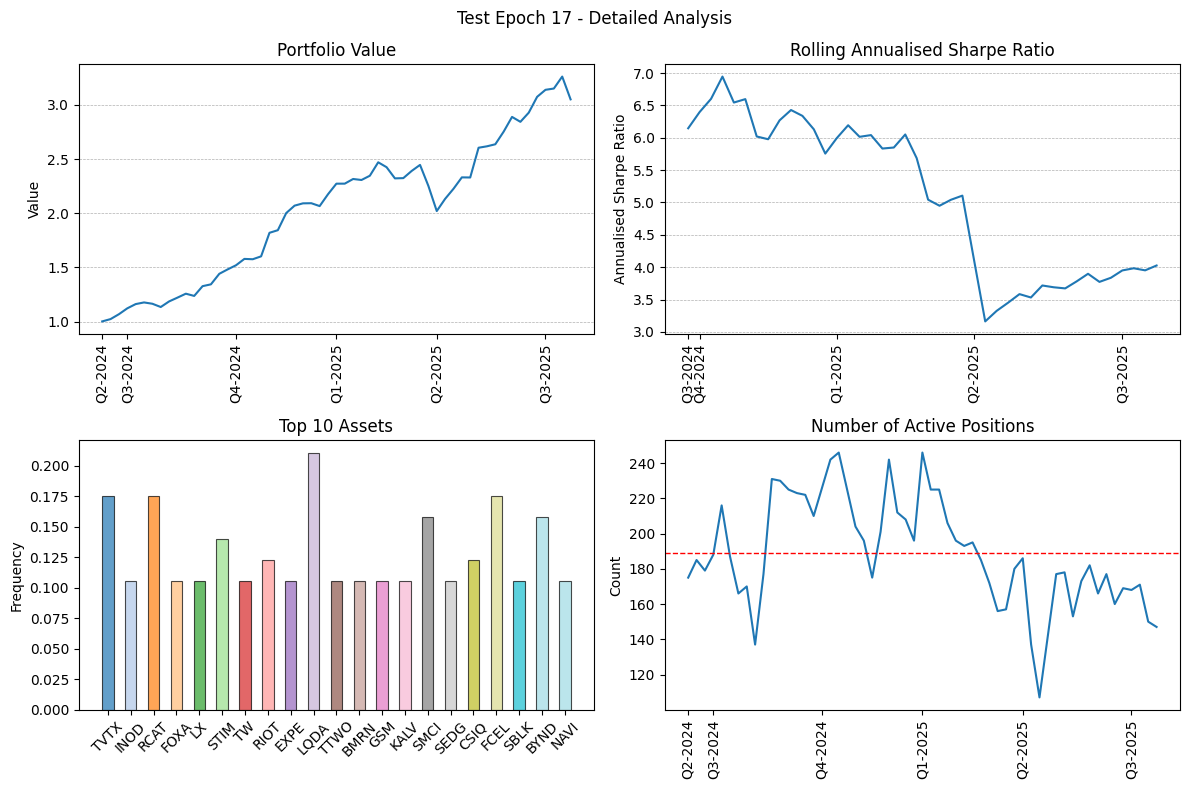 Test Epoch 17 - Detailed Analysis
Portfolio Value
Value
3.0
2.5
2.0
1.5
1.0
Q2-2024
Q3-2024
Q4-2024
Q1-2025
Q2-2025
Q3-2025
Rolling Annualised Sharpe Ratio
Annualised Sharpe Ratio
7.0
6.5
6.0
5.5
5.0
4.5
4.0
3.5
3.0
Q3-2024
Q4-2024
Q1-2025
Q2-2025
Q3-2025
Top 10 Assets
Frequency
0.200
0.175
0.150
0.125
0.100
0.075
0.050
0.025
0.000
TVTX
INOD
RCAT
FOXA
LX
STIM
TW
RIOT
EXPE
LQDA
TTWO
BMRN
GSM
KALV
SMCI
SEDG
CSIQ
FCEL
SBLK
BYND
NAVI
Number of Active Positions
Count
240
220
200
180
160
140
120
Q2-2024
Q3-2024
Q4-2024
Q1-2025
Q2-2025
Q3-2025